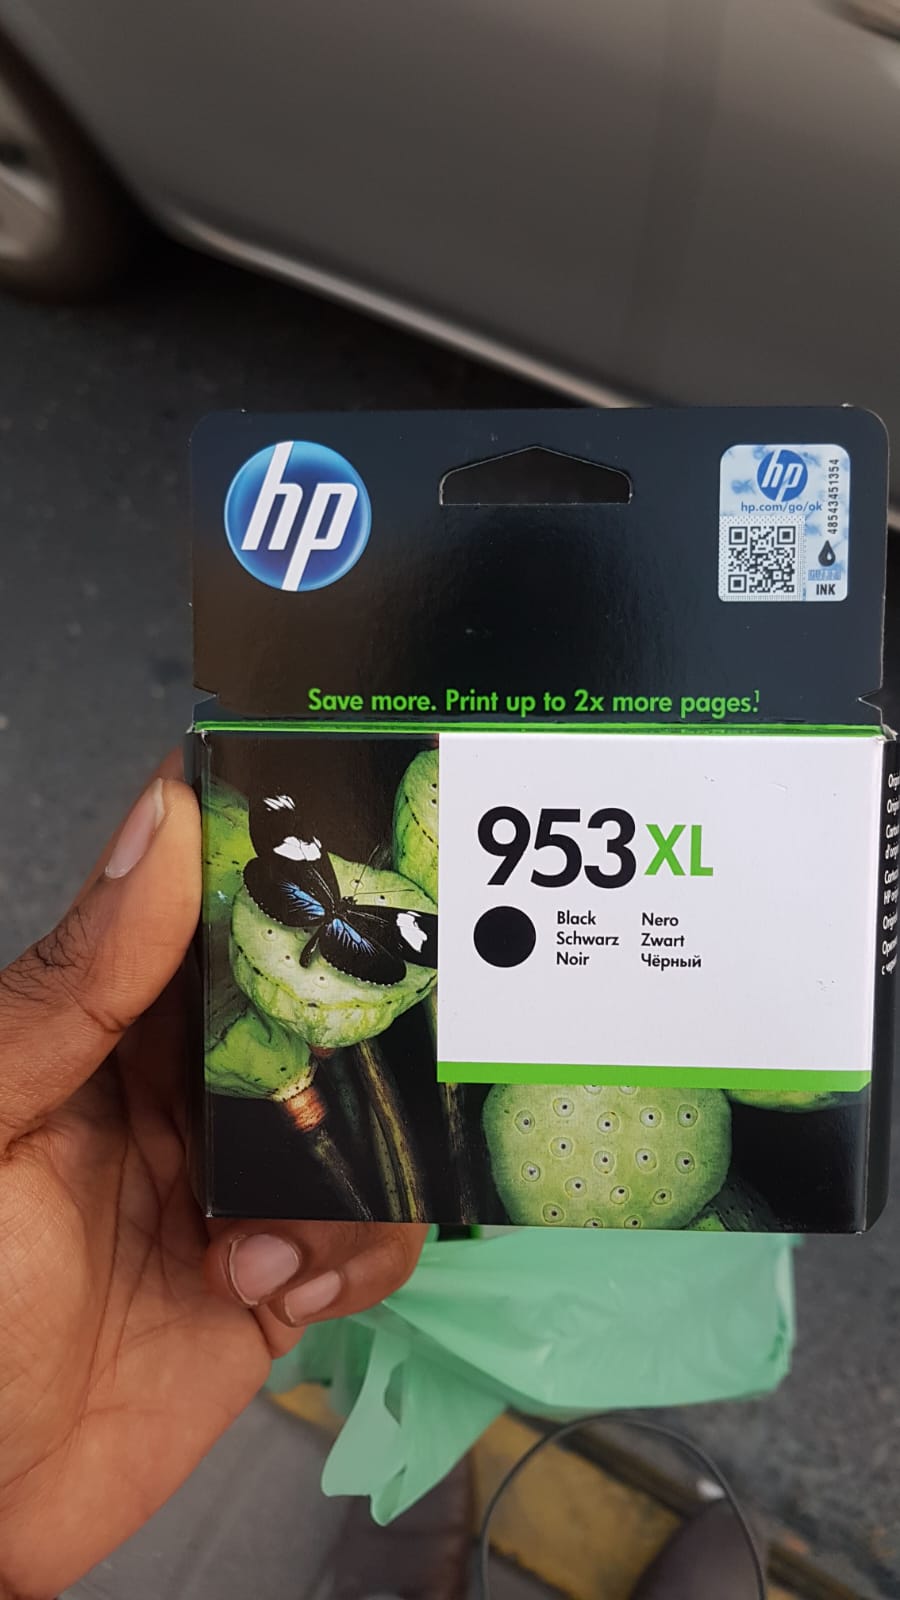 hp
hp
hp.com/go/ok
48543451354
INK
Save more. Print up to 2x more pages.¹
953XL
Black
Schwarz
Noir
Nero
Zwart
Чёрный